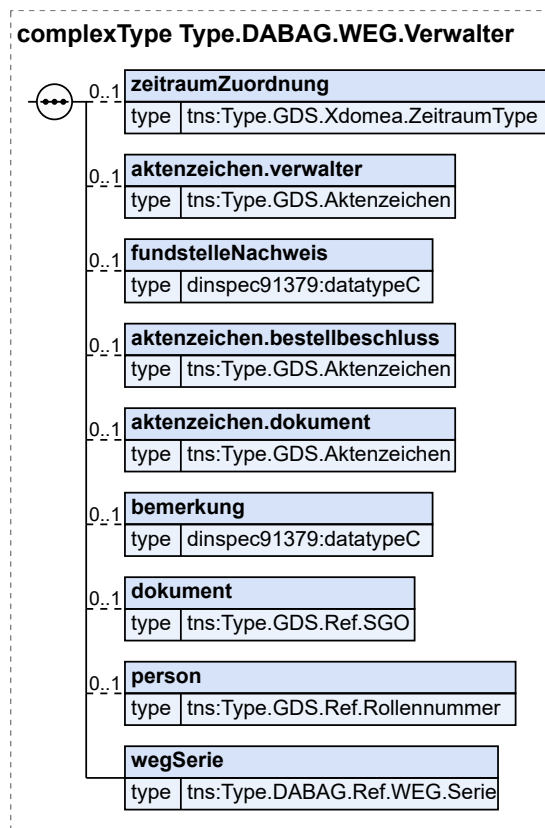 complexType Type.DABAG.WEG.Verwalter
0..1 zeitraumZuordnung
type tns:Type.GDS.Xdomea.ZeitraumType
0..1 aktenzeichen.verwalter
type tns:Type.GDS.Aktenzeichen
0..1 fundstelleNachweis
type dinspec91379:datatypeC
0..1 aktenzeichen.bestellbeschluss
type tns:Type.GDS.Aktenzeichen
0..1 aktenzeichen.dokument
type tns:Type.GDS.Aktenzeichen
0..1 bemerkung
type dinspec91379:datatypeC
0..1 dokument
type tns:Type.GDS.Ref.SGO
0..1 person
type tns:Type.GDS.Ref.Rollennummer
wegSerie
type tns:Type.DABAG.Ref.WEG.Serie